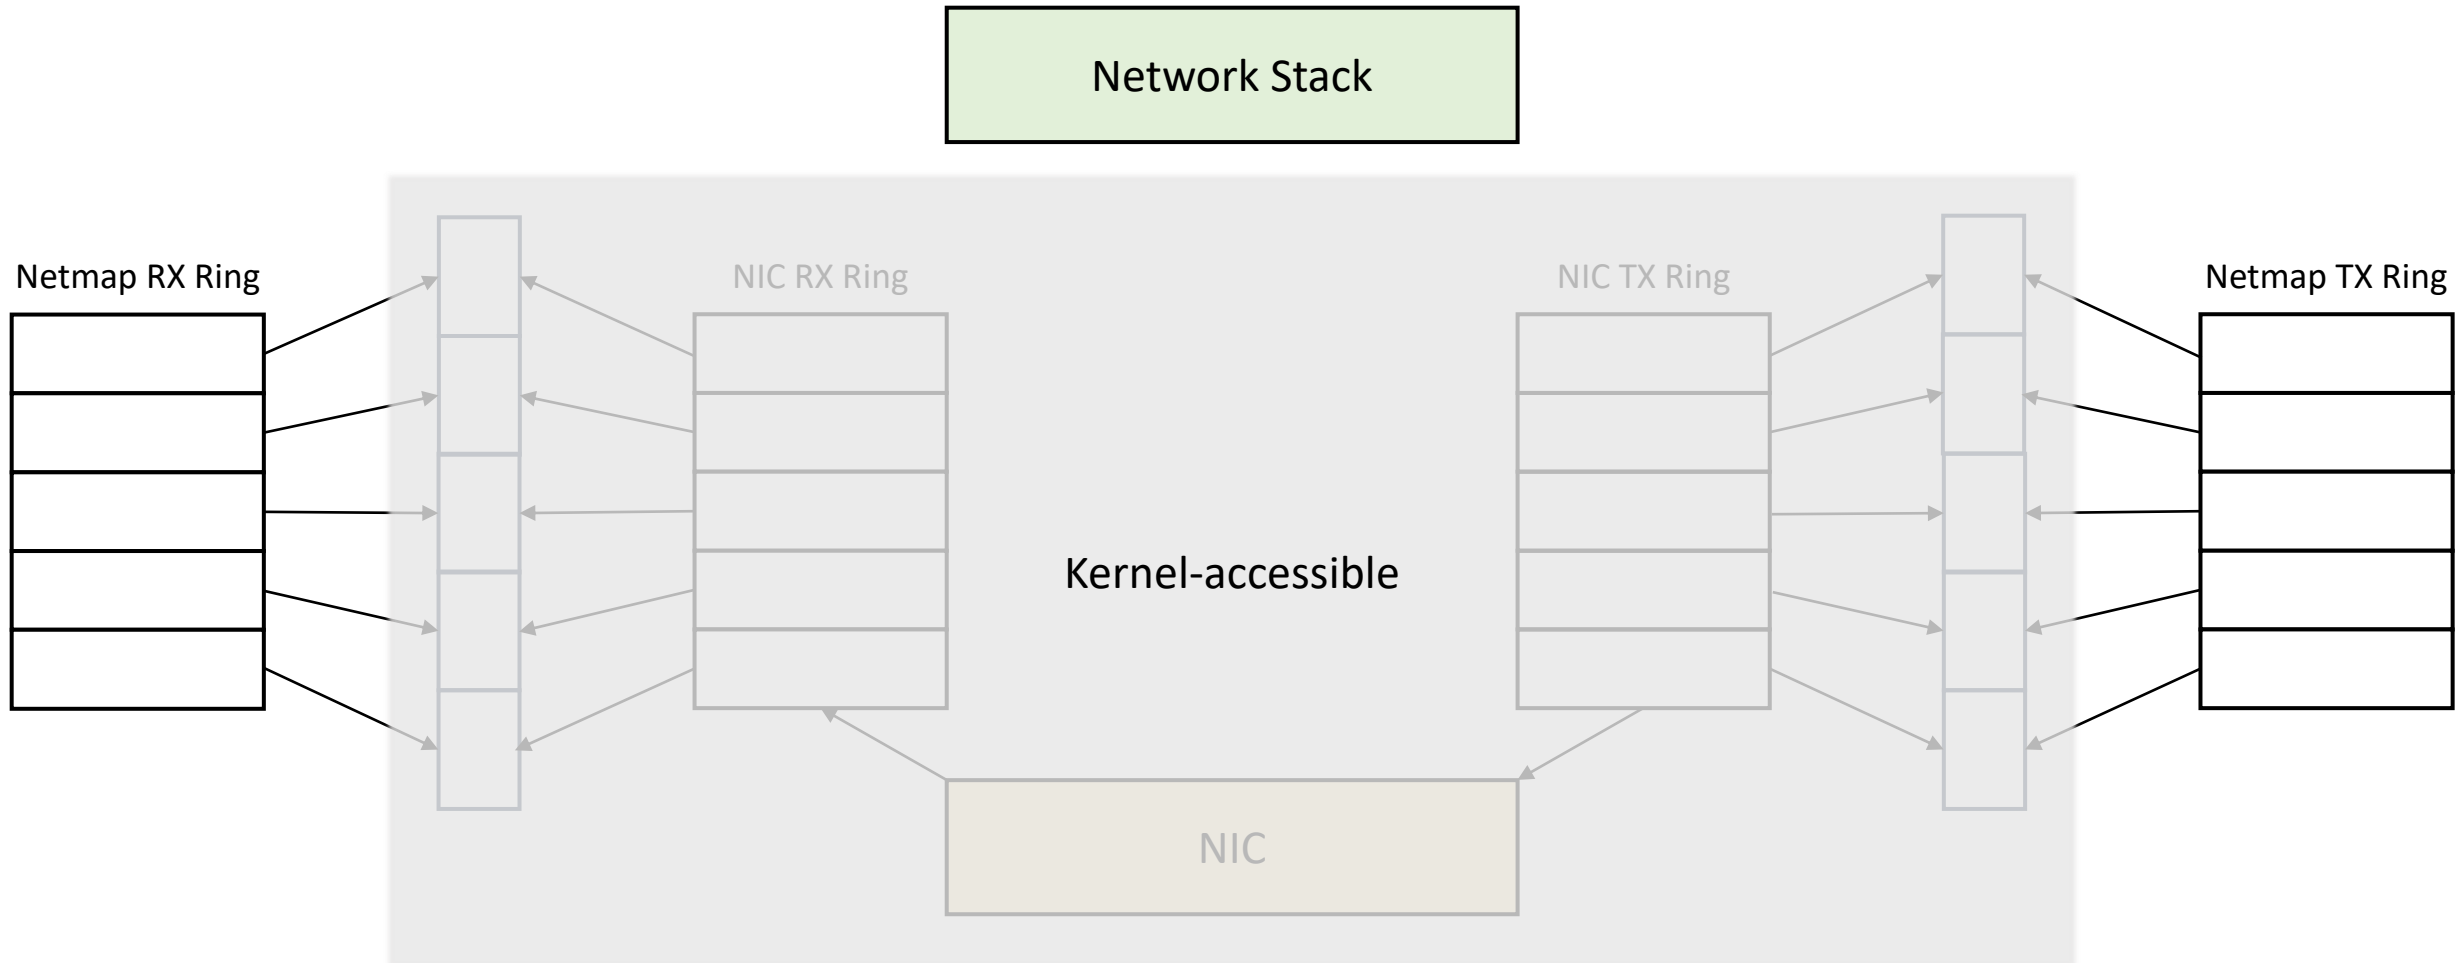 Network Stack
Netmap RX Ring
NIC RX Ring
NIC TX Ring
Netmap TX Ring
Kernel-accessible
NIC